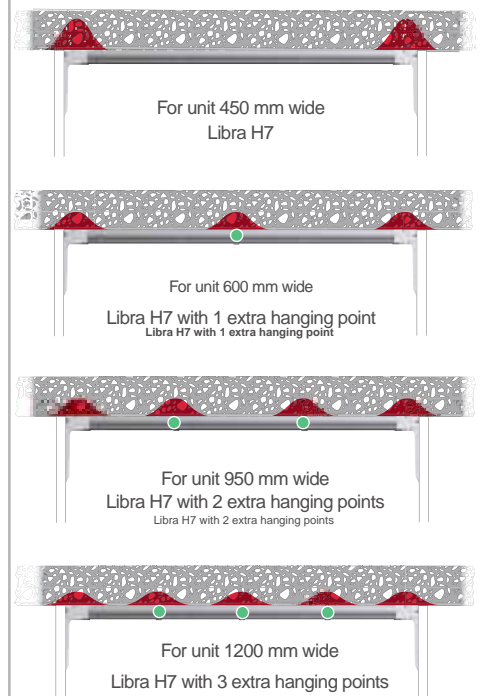 For unit 450 mm wide
Libra H7
For unit 600 mm wide
Libra H7 with 1 extra hanging point
Libra H7 with 1 extra hanging point
For unit 950 mm wide
Libra H7 with 2 extra hanging points
Libra H7 with 2 extra hanging points
For unit 1200 mm wide
Libra H7 with 3 extra hanging points